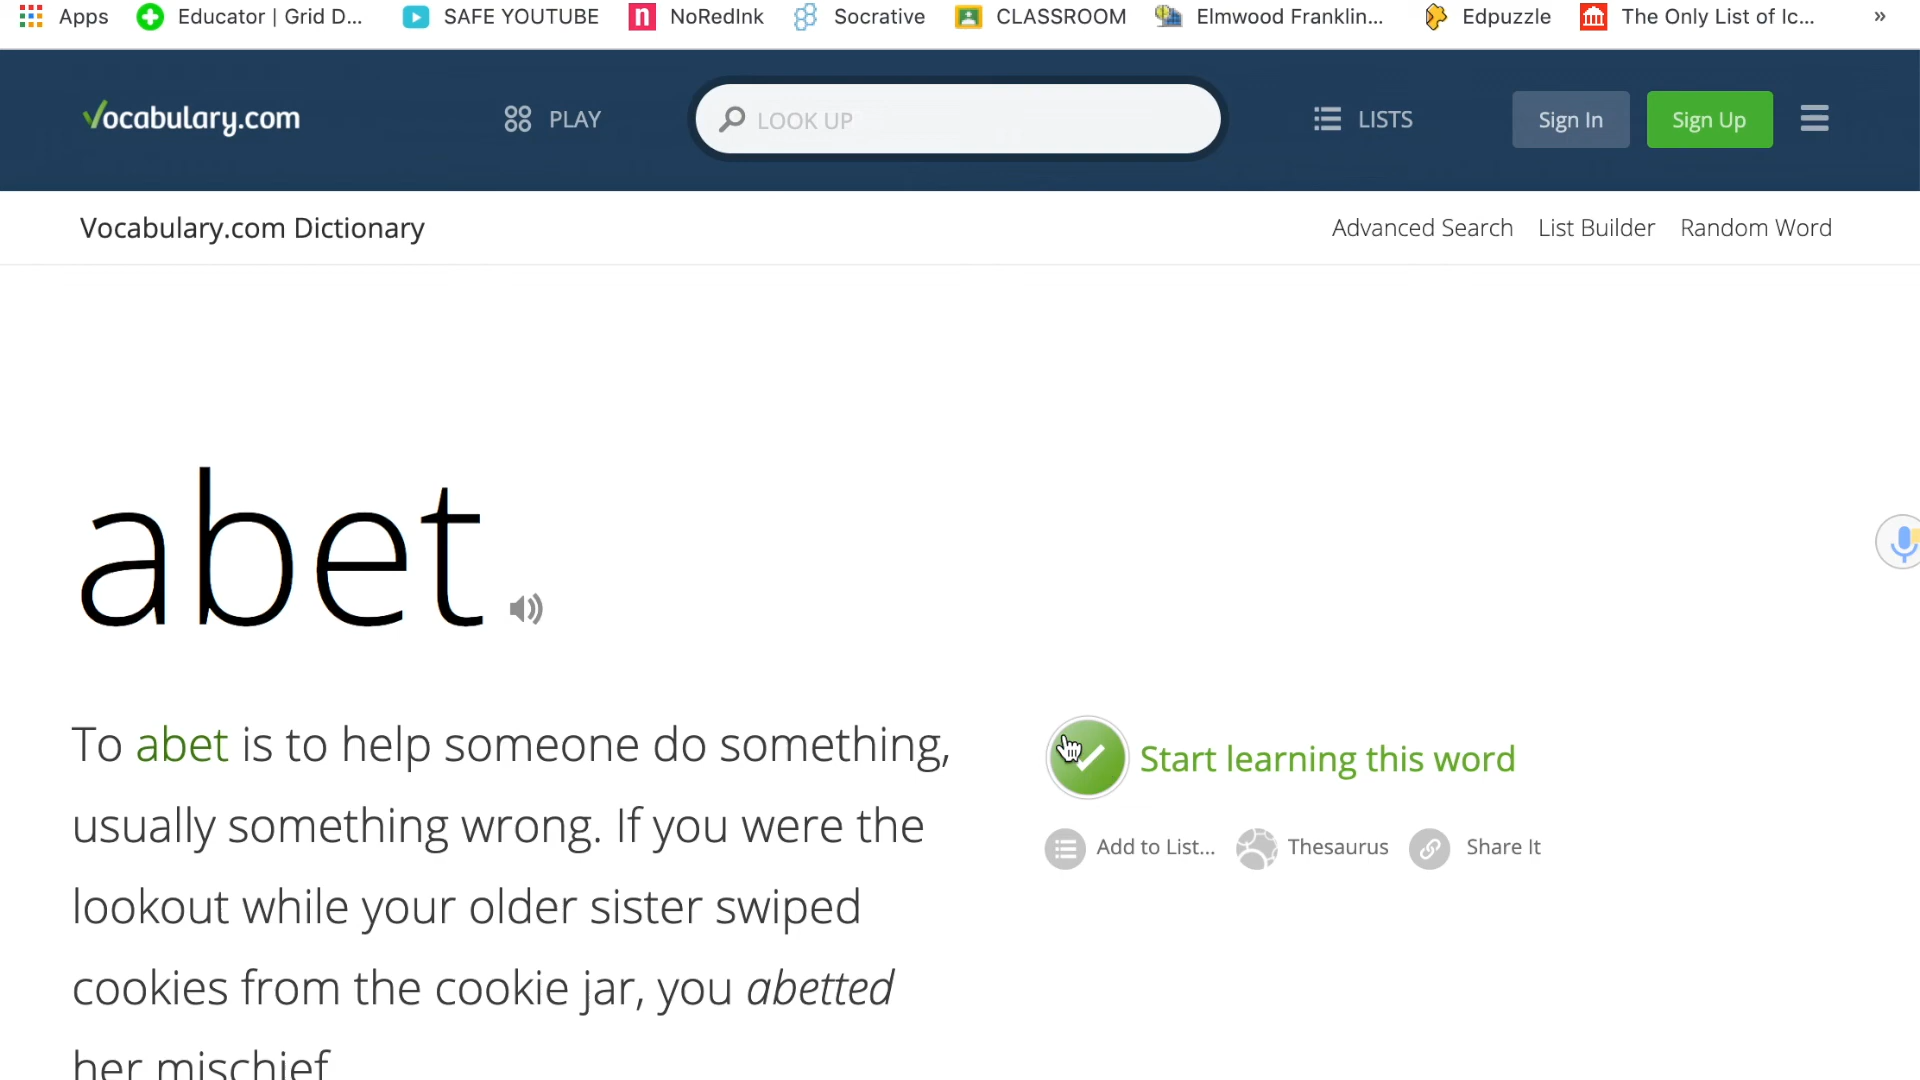 Apps Educator | Grid D... SAFE YOUTUBE NoRedInk Socrative CLASSROOM Elmwood Franklin... Edpuzzle The Only List of Ic... »
Vocabulary.com PLAY LOOK UP LISTS Sign In Sign Up
Vocabulary.com Dictionary Advanced Search List Builder Random Word
abet
To abet is to help someone do something,
usually something wrong. If you were the
lookout while your older sister swiped
cookies from the cookie jar, you abetted
her mischief
Start learning this word
Add to List... Thesaurus Share It